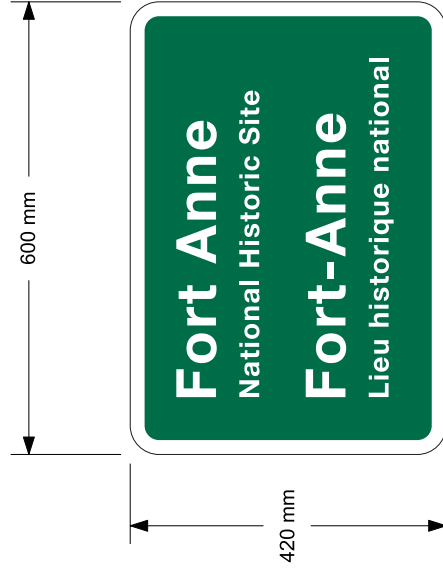 600 mm
420 mm
Fort Anne
National Historic Site
Fort-Anne
Lieu historique national